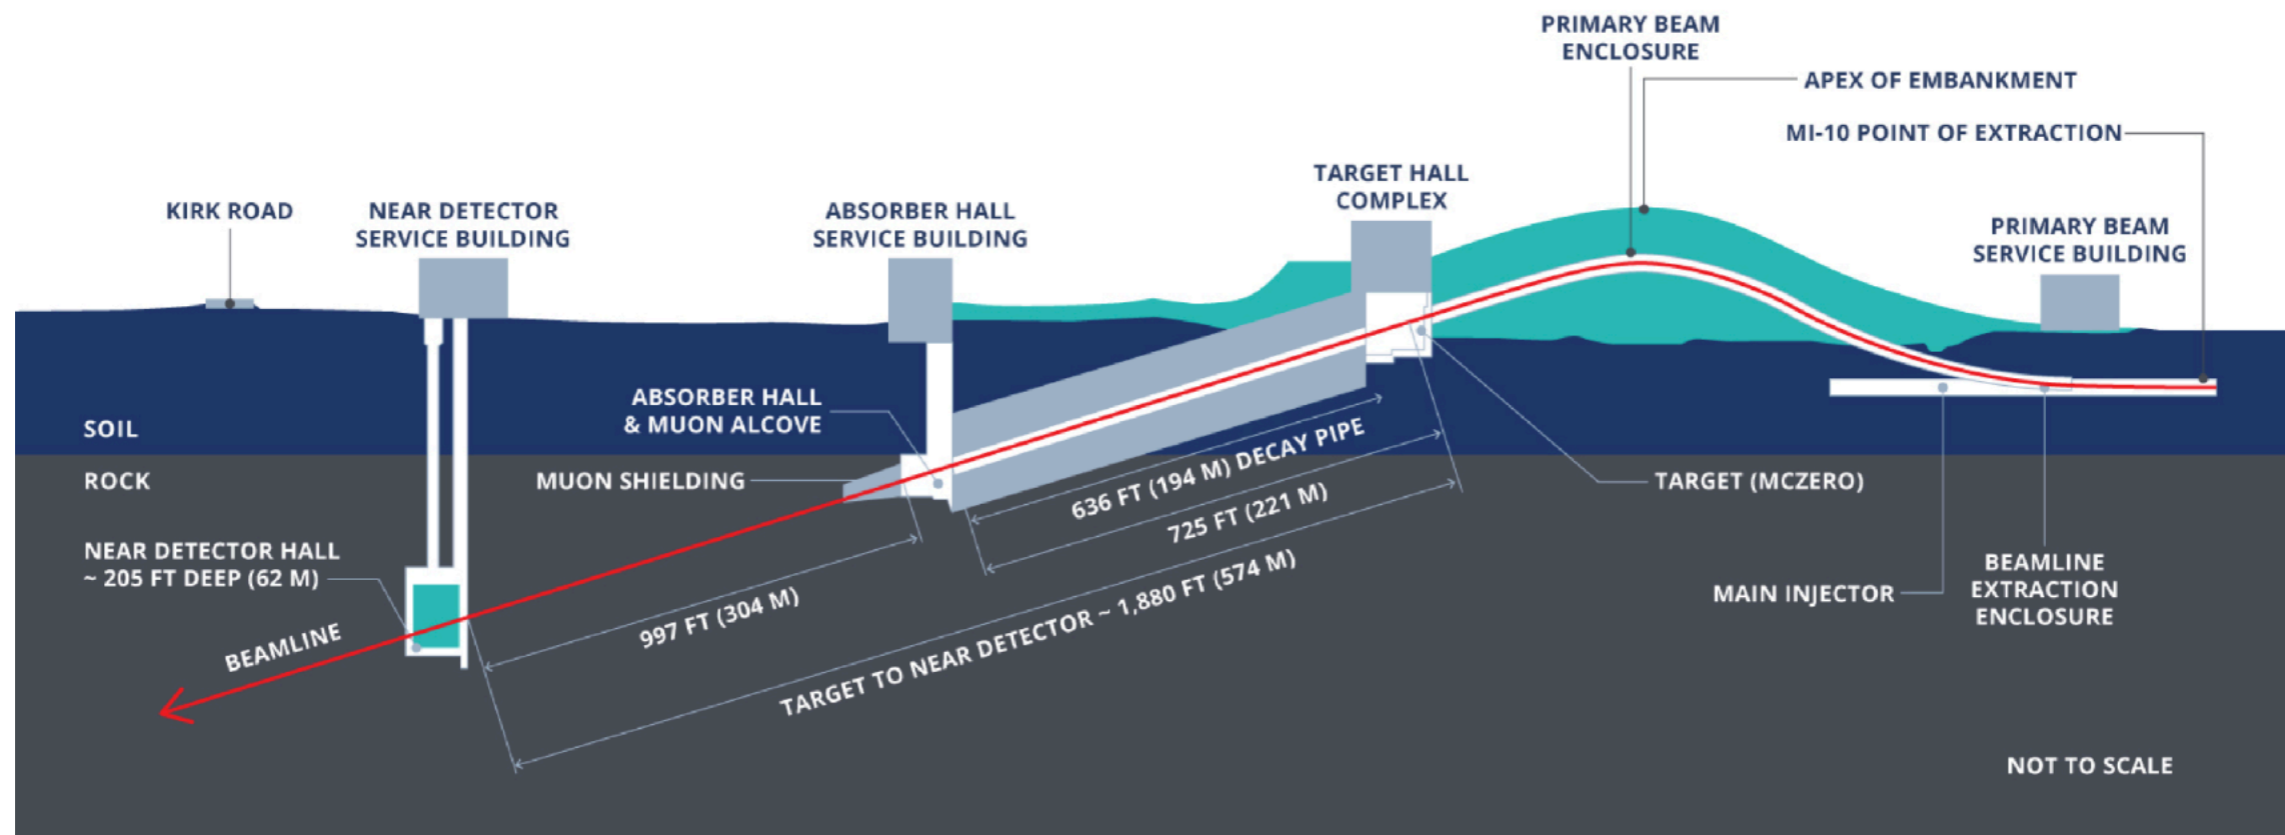 PRIMARY BEAM
ENCLOSURE
APEX OF EMBANKMENT
MI-10 POINT OF EXTRACTION
TARGET HALL
COMPLEX
KIRK ROAD
NEAR DETECTOR
SERVICE BUILDING
ABSORBER HALL
SERVICE BUILDING
PRIMARY BEAM
SERVICE BUILDING
ABSORBER HALL
& MUON ALCOVE
SOIL
ROCK
MUON SHIELDING
636 FT (194 M) DECAY PIPE
725 FT (221 M)
TARGET (MCZERO)
NEAR DETECTOR HALL
~ 205 FT DEEP (62 M)
997 FT (304 M)
TARGET TO NEAR DETECTOR ~ 1,880 FT (574 M)
MAIN INJECTOR
BEAMLINE
EXTRACTION
ENCLOSURE
BEAMLINE
NOT TO SCALE